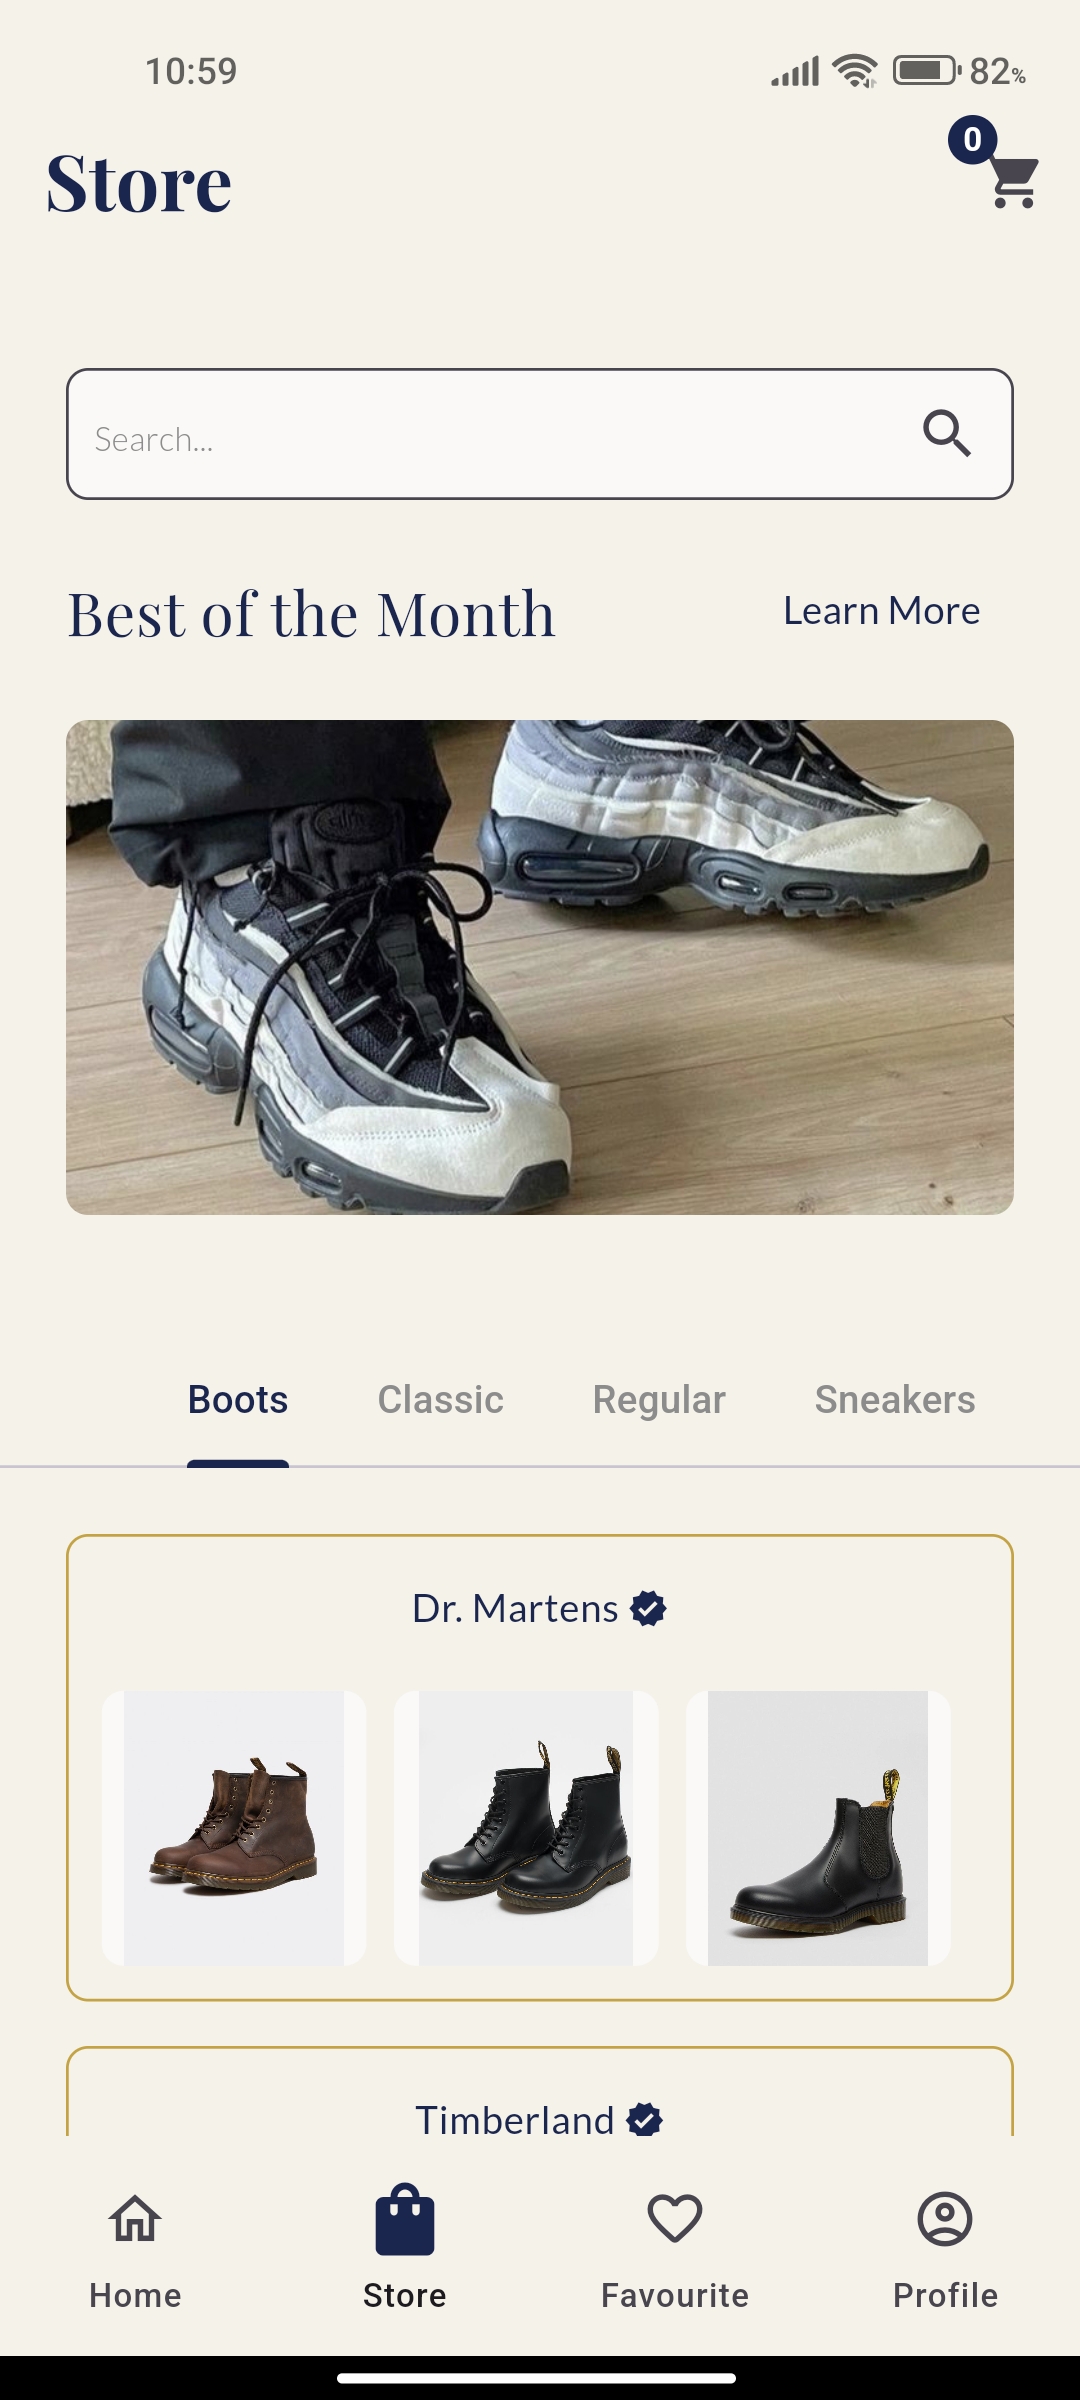 10:59 82%
0
Store
Search...
Best of the Month Learn More
Boots Classic Regular Sneakers
Dr. Martens
Timberland
Home Store Favourite Profile